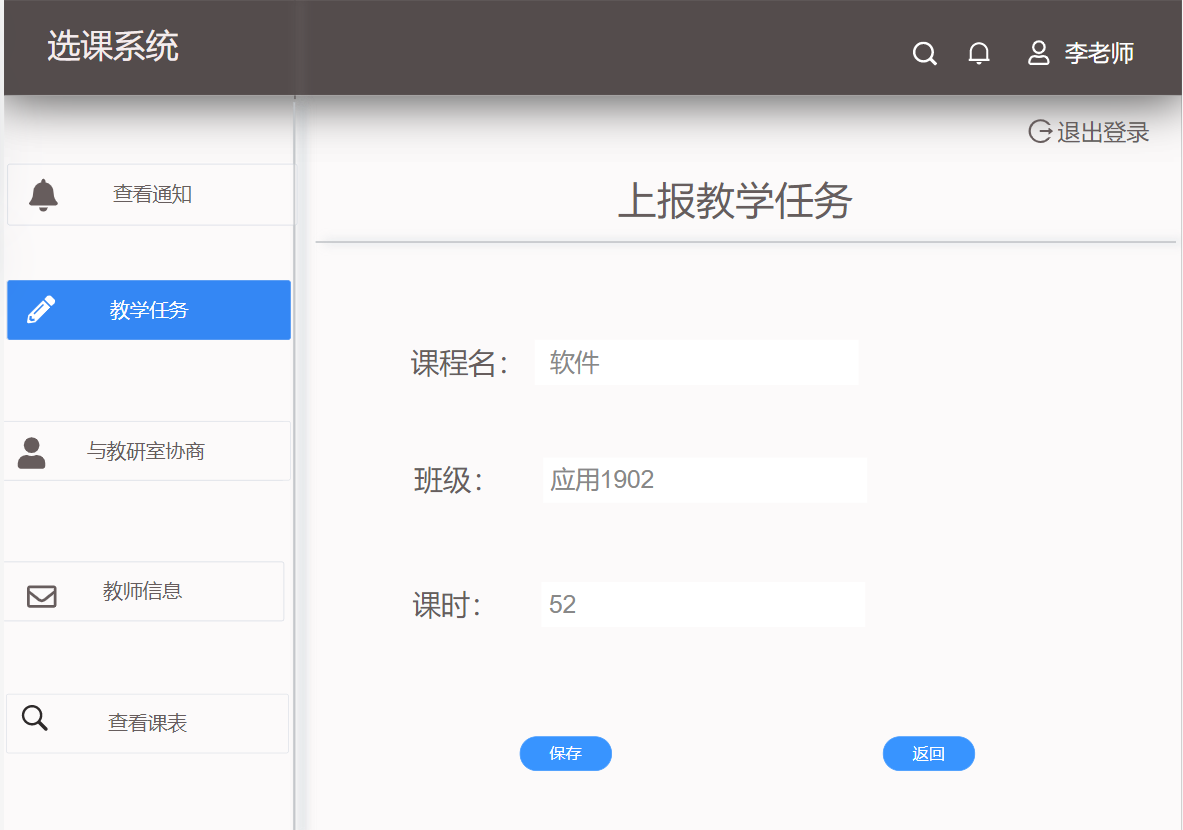 选课系统
李老师
退出登录
查看通知
上报教学任务
教学任务
课程名： 软件
与教研室协商
班级： 应用1902
教师信息
课时： 52
查看课表
保存 返回